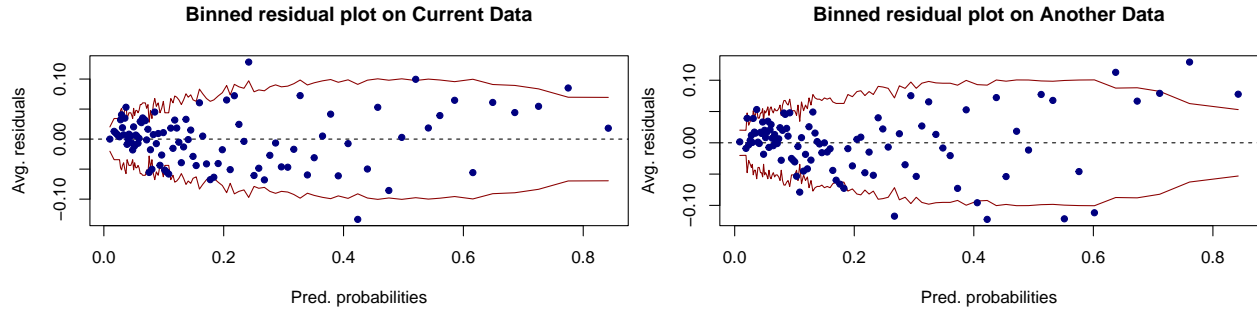 Binned residual plot on Current Data
Avg. residuals
0.10
0.00
−0.10
0.0 0.2 0.4 0.6 0.8
Pred. probabilities
Binned residual plot on Another Data
Avg. residuals
0.10
0.00
−0.10
0.0 0.2 0.4 0.6 0.8
Pred. probabilities